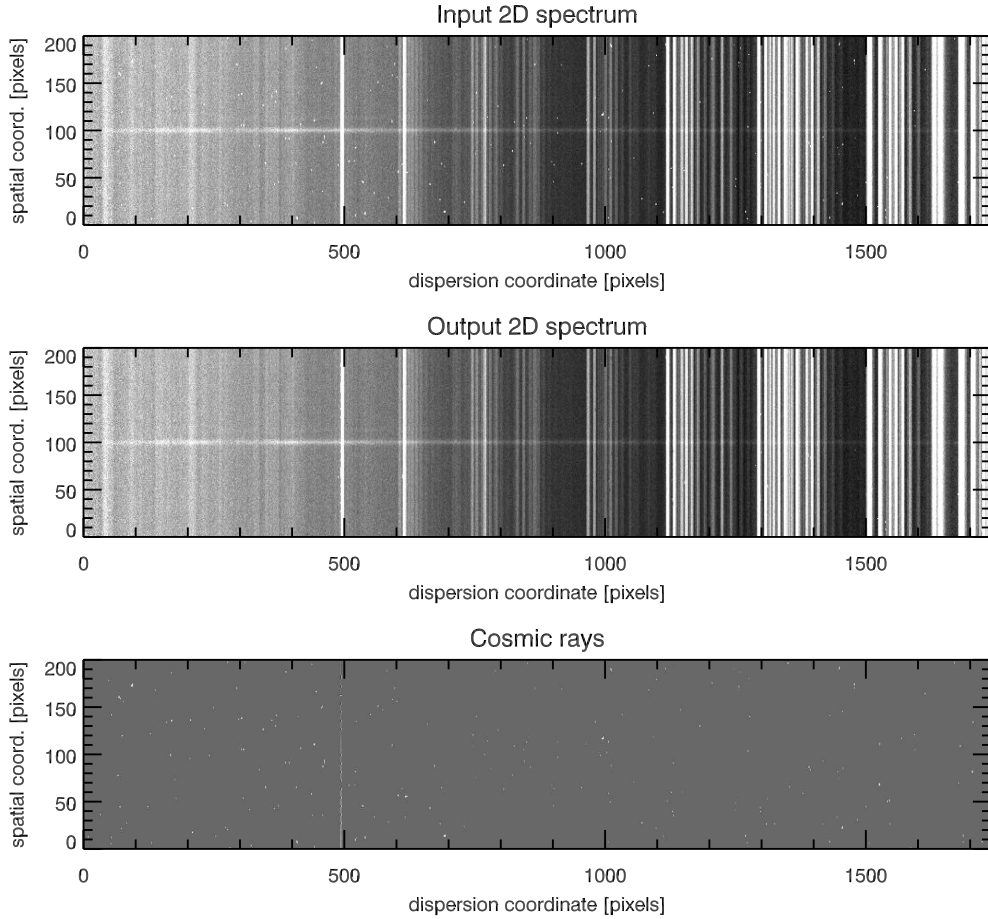 Input 2D spectrum
spatial coord. [pixels]
200
150
100
50
0
0 500 1000 1500
dispersion coordinate [pixels]
Output 2D spectrum
spatial coord. [pixels]
200
150
100
50
0
0 500 1000 1500
dispersion coordinate [pixels]
Cosmic rays
spatial coord. [pixels]
200
150
100
50
0
0 500 1000 1500
dispersion coordinate [pixels]